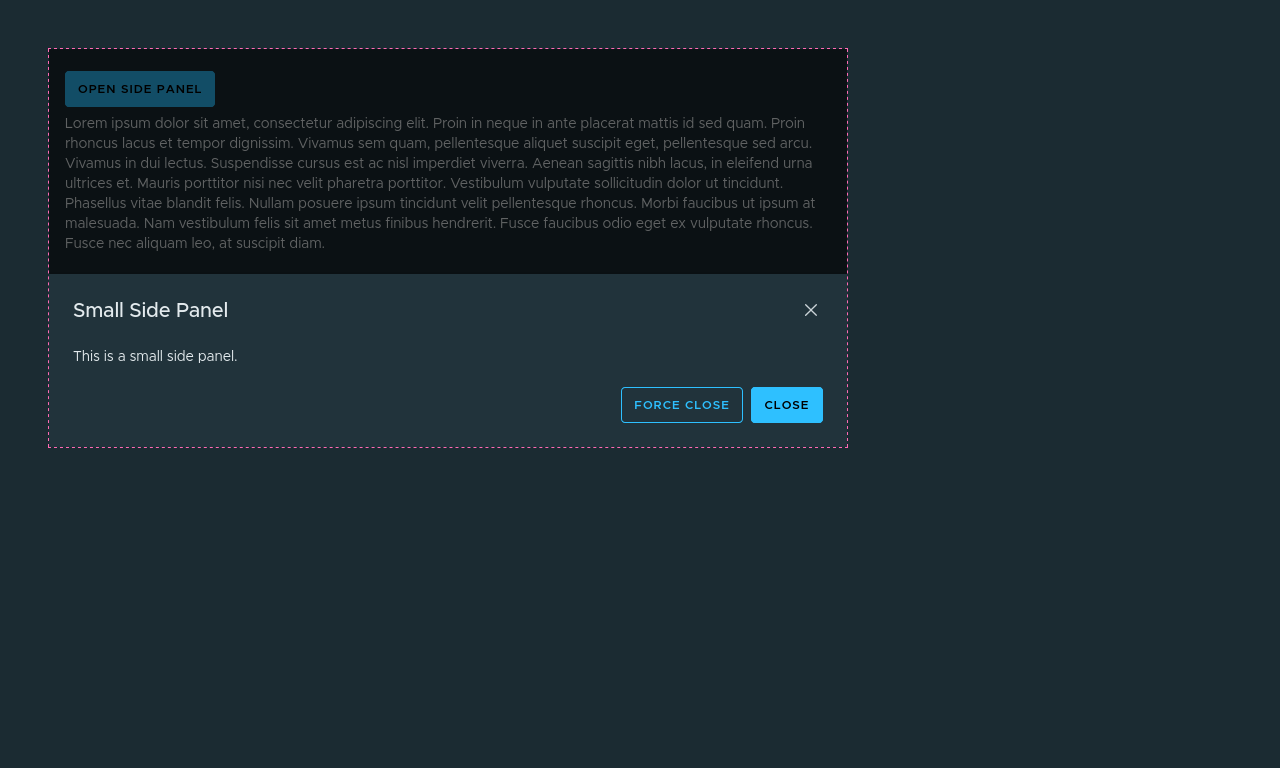 OPEN SIDE PANEL
Lorem ipsum dolor sit amet, consectetur adipiscing elit. Proin in neque in ante placerat mattis id sed quam. Proin
rhoncus lacus et tempor dignissim. Vivamus sem quam, pellentesque aliquet suscipit eget, pellentesque sed arcu.
Vivamus in dui lectus. Suspendisse cursus est ac nisl imperdiet viverra. Aenean sagittis nibh lacus, in eleifend urna
ultrices et. Mauris porttitor nisi nec velit pharetra porttitor. Vestibulum vulputate sollicitudin dolor ut tincidunt.
Phasellus vitae blandit felis. Nullam posuere ipsum tincidunt velit pellentesque rhoncus. Morbi faucibus ut ipsum at
malesuada. Nam vestibulum felis sit amet metus finibus hendrerit. Fusce faucibus odio eget ex vulputate rhoncus.
Fusce nec aliquam leo, at suscipit diam.
Small Side Panel
This is a small side panel.
FORCE CLOSE CLOSE